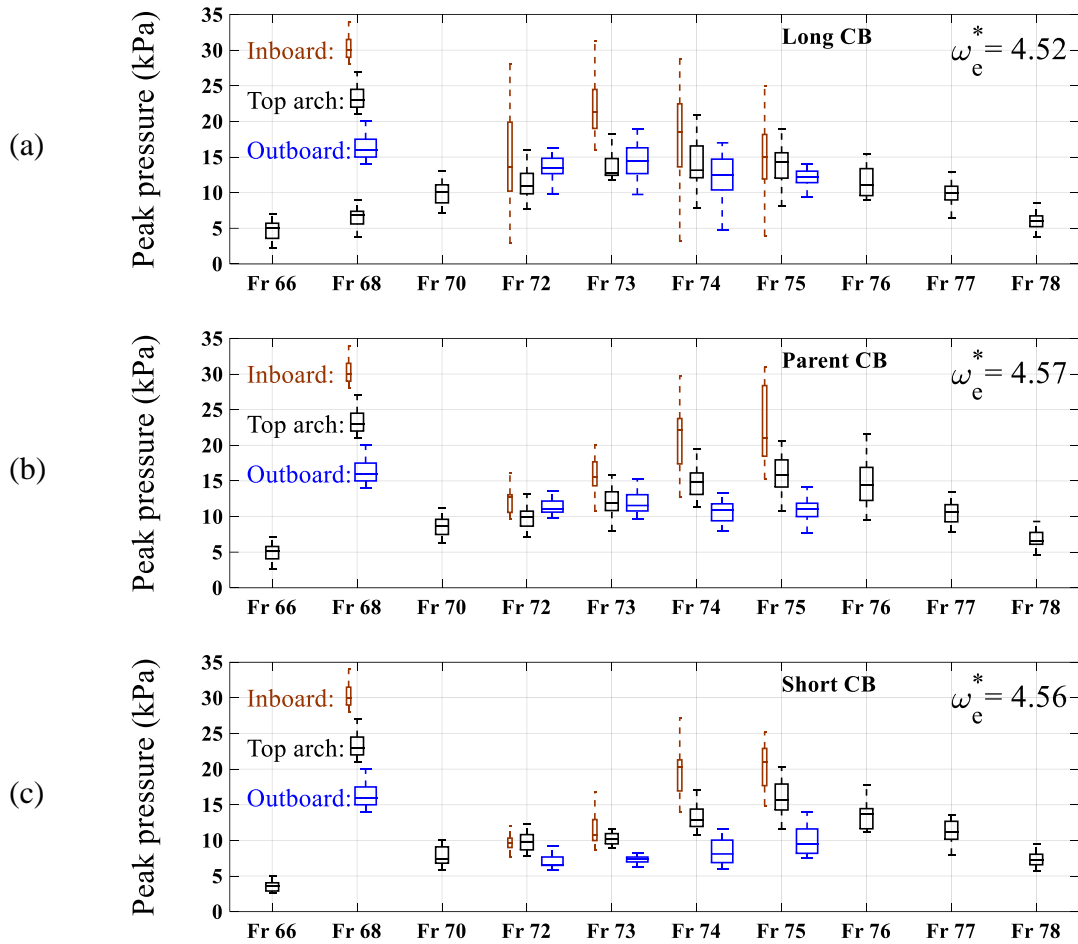 (a)
Peak pressure (kPa)
35
30
25
20
15
10
5
0
Inboard:
Top arch:
Outboard:
Long CB
ω*e = 4.52
Fr 66 Fr 68 Fr 70 Fr 72 Fr 73 Fr 74 Fr 75 Fr 76 Fr 77 Fr 78
(b)
Peak pressure (kPa)
35
30
25
20
15
10
5
0
Inboard:
Top arch:
Outboard:
Parent CB
ω*e = 4.57
Fr 66 Fr 68 Fr 70 Fr 72 Fr 73 Fr 74 Fr 75 Fr 76 Fr 77 Fr 78
(c)
Peak pressure (kPa)
35
30
25
20
15
10
5
0
Inboard:
Top arch:
Outboard:
Short CB
ω*e = 4.56
Fr 66 Fr 68 Fr 70 Fr 72 Fr 73 Fr 74 Fr 75 Fr 76 Fr 77 Fr 78